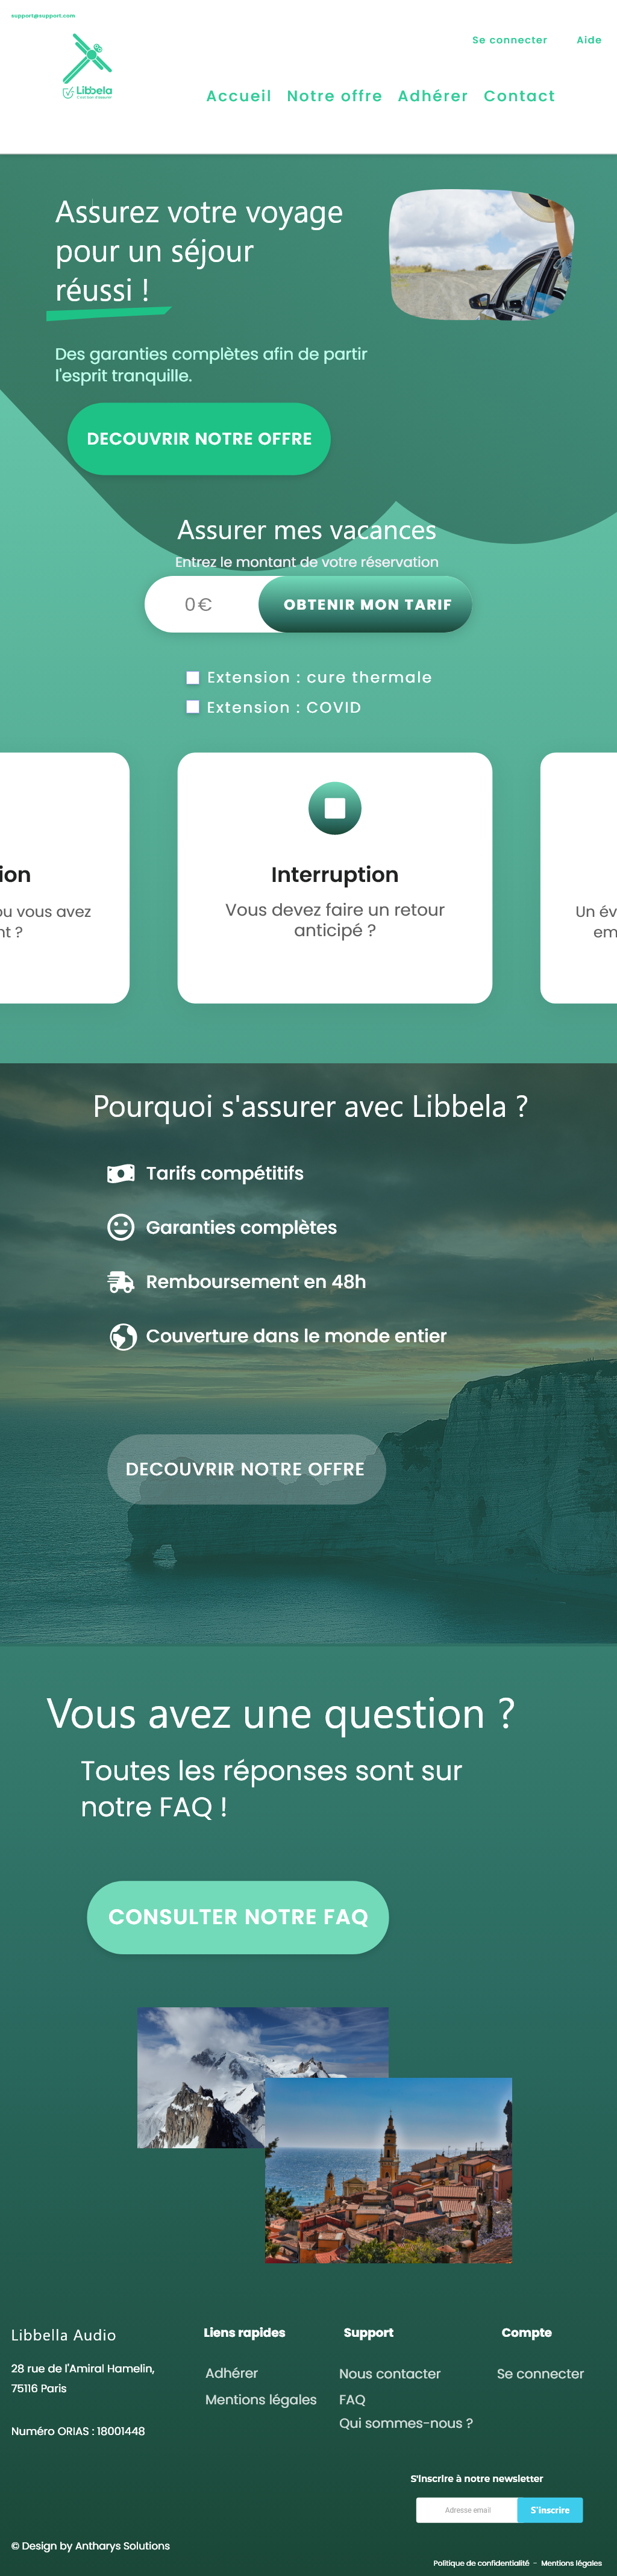 support@support.com
Se connecter
Aide
Libbela
Accueil
Notre offre
Adhérer
Contact
Assurez votre voyage
pour un séjour
réussi !
Des garanties complètes afin de partir
l'esprit tranquille.
DECOUVRIR NOTRE OFFRE
Assurer mes vacances
Entrez le montant de votre réservation
0€
OBTENIR MON TARIF
Extension : cure thermale
Extension : COVID
ion
ou vous avez
nt ?
Interruption
Vous devez faire un retour
anticipé ?
Un év
em
Pourquoi s'assurer avec Libbela ?
Tarifs compétitifs
Garanties complètes
Remboursement en 48h
Couverture dans le monde entier
DECOUVRIR NOTRE OFFRE
Vous avez une question ?
Toutes les réponses sont sur
notre FAQ !
CONSULTER NOTRE FAQ
Libbella Audio
28 rue de l'Amiral Hamelin,
75116 Paris
Numéro ORIAS : 18001448
Liens rapides
Adhérer
Mentions légales
Support
Nous contacter
FAQ
Qui sommes-nous ?
Compte
Se connecter
S'inscrire à notre newsletter
Adresse email
S'inscrire
© Design by Antharys Solutions
Politique de confidentialité - Mentions légales